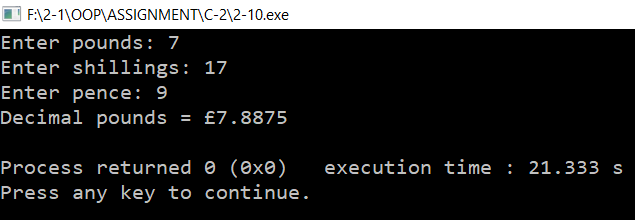 F:\2-1\OOP\ASSIGNMENT\C-2\2-10.exe
Enter pounds: 7
Enter shillings: 17
Enter pence: 9
Decimal pounds = £7.8875
Process returned 0 (0x0)   execution time : 21.333 s
Press any key to continue.